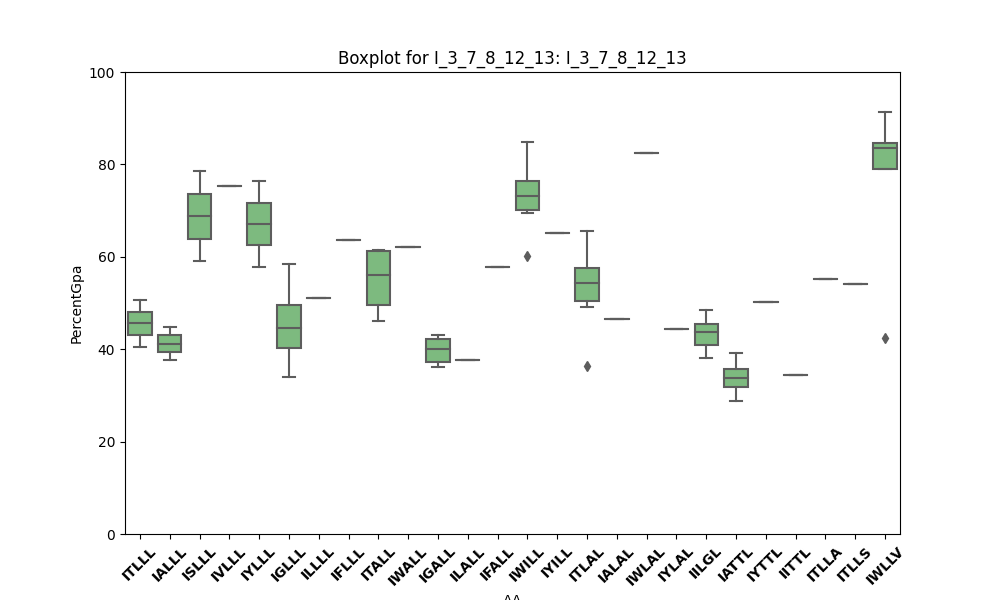 Boxplot for I_3_7_8_12_13: I_3_7_8_12_13
PercentGpa
100
80
60
40
20
0
ITLLL IALLL ISLLL IVLLL IYLLL IGLLL ILLLL IFLLL ITALL IWALL IGALL ILALL IFALL IWILL IYILL ITLAL IALAL IWLAL IYLAL IILGL IATTL IYTTL IITTL ITLLA ITLLS IWLLV
AA